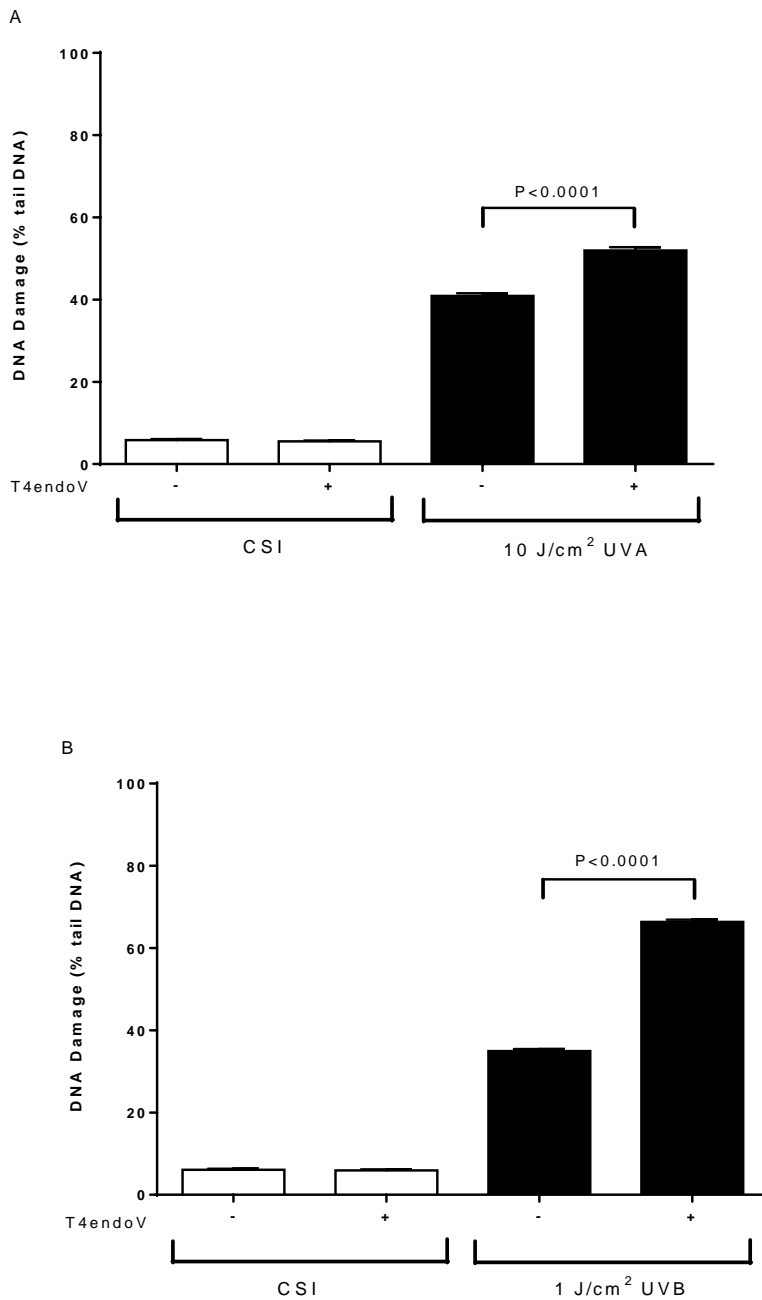 A
100
80
60
40
20
0
DNA Damage (% tail DNA)
P<0.0001
T4endoV - + - +
CSI 10 J/cm² UVA
B
100
80
60
40
20
0
DNA Damage (% tail DNA)
P<0.0001
T4endoV - + - +
CSI 1 J/cm² UVB